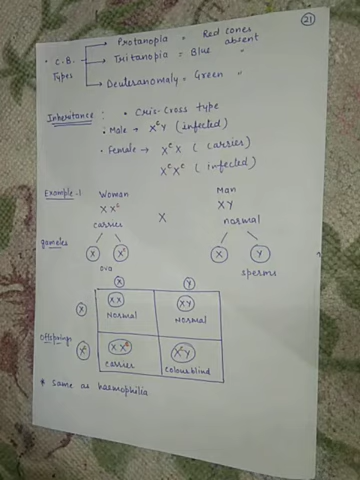 21
Protanopia = Red cones absent
• C.B. Types Tritanopia = Blue "
Deuteranomaly = Green "
Inheritance : • Cris-Cross type
• Male → XᶜY (infected)
• Female → XᶜX (carrier)
XᶜXᶜ (infected)
Example-1 Woman Man
XXᶜ X XY
carrier normal
gametes X Xᶜ X Y
ova sperms
X Y
X XX XY
Normal Normal
offsprings Xᶜ XXᶜ XᶜY
carrier colourblind
* Same as haemophilia